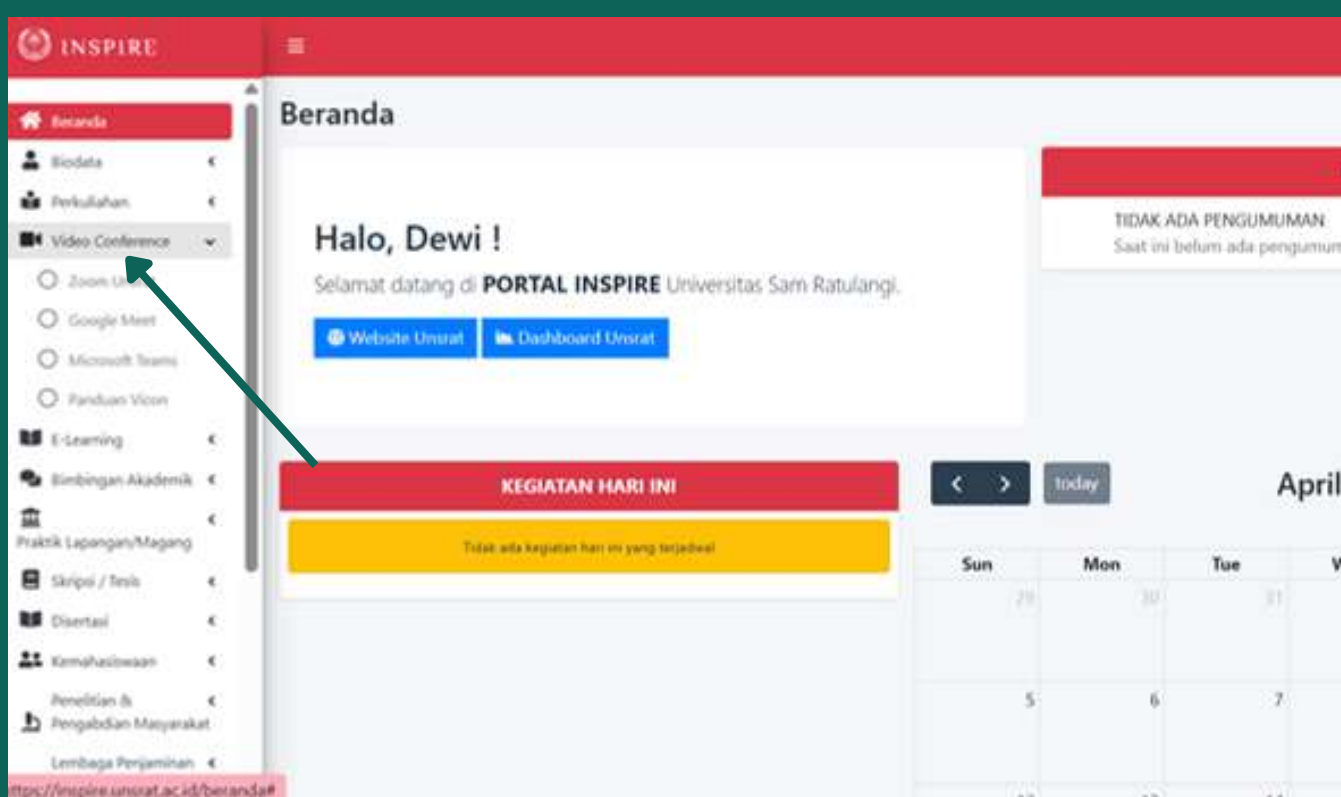 INSPIRE
Beranda
Biodata
Perkuliahan
Video Conference
Zoom
Google Meet
Microsoft Teams
Panduan Vicon
E-Learning
Bimbingan Akademik
Praktik Lapangan/Magang
Skripsi / Tesis
Disertasi
Kemahasiswaan
Penelitian &
Pengabdian Masyarakat
Lembaga Penjaminan
ttps://inspire.unsrat.ac.id/beranda#
Beranda
Halo, Dewi !
Selamat datang di PORTAL INSPIRE Universitas Sam Ratulangi.
Website Unsrat Dashboard Unsrat
TIDAK ADA PENGUMUMAN
Saat ini belum ada pengumun
KEGIATAN HARI INI
Tidak ada kegiatan hari ini yang terjadwal
today April
Sun Mon Tue
29 30 31
5 6 7